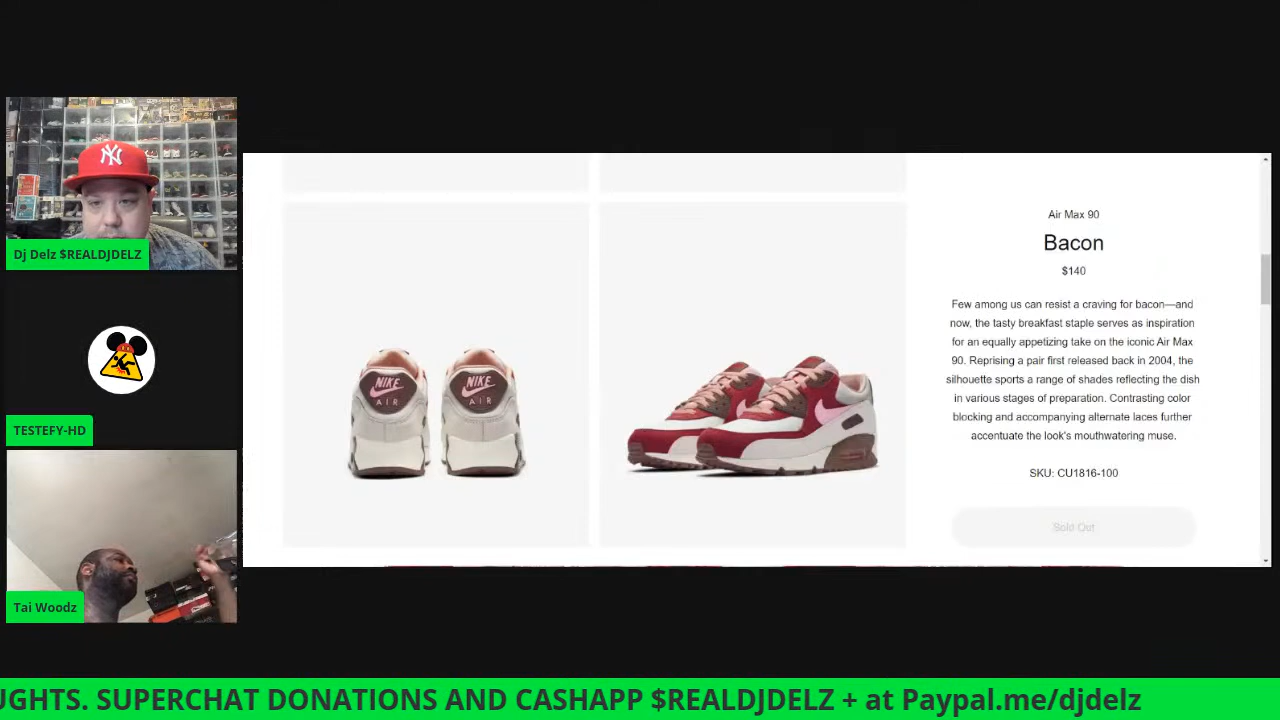 NY
Dj Delz $REALDJDELZ
TESTEFY-HD
Tai Woodz
NIKE
AIR
NIKE
AIR
Air Max 90
Bacon
$140
Few among us can resist a craving for bacon—and
now, the tasty breakfast staple serves as inspiration
for an equally appetizing take on the iconic Air Max
90. Reprising a pair first released back in 2004, the
silhouette sports a range of shades reflecting the dish
in various stages of preparation. Contrasting color
blocking and accompanying alternate laces further
accentuate the look's mouthwatering muse.
SKU: CU1816-100
Sold Out
UGHTS. SUPERCHAT DONATIONS AND CASHAPP $REALDJDELZ + at Paypal.me/djdelz